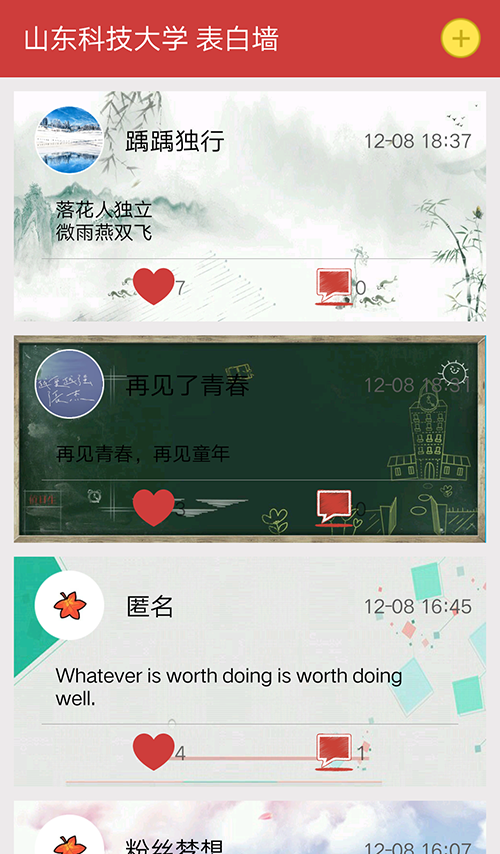 山东科技大学 表白墙
踽踽独行
12-08 18:37
落花人独立
微雨燕双飞
7
0
再见了青春
12-08 18:31
再见青春，再见童年
3
0
匿名
12-08 16:45
Whatever is worth doing is worth doing
well.
4
1
粉丝梦想
12-08 16:07